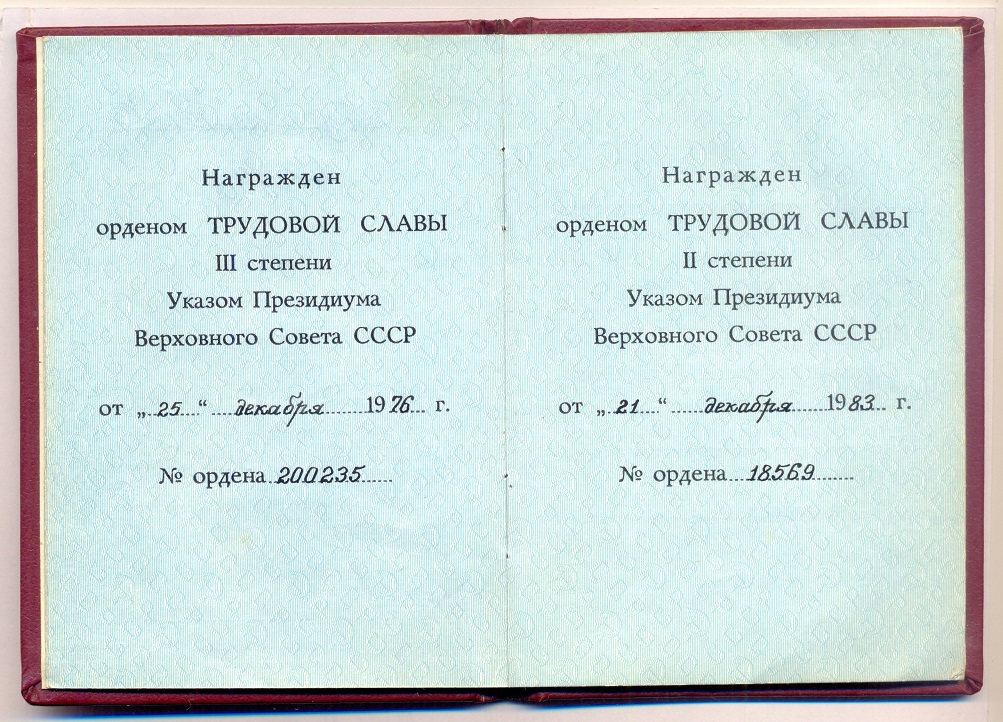 Награжден
орденом ТРУДОВОЙ СЛАВЫ
III степени
Указом Президиума
Верховного Совета СССР
от „ 25 “ декабря 1976 г.
№ ордена 200235
Награжден
орденом ТРУДОВОЙ СЛАВЫ
II степени
Указом Президиума
Верховного Совета СССР
от „ 21 “ декабря 1983 г.
№ ордена 18569